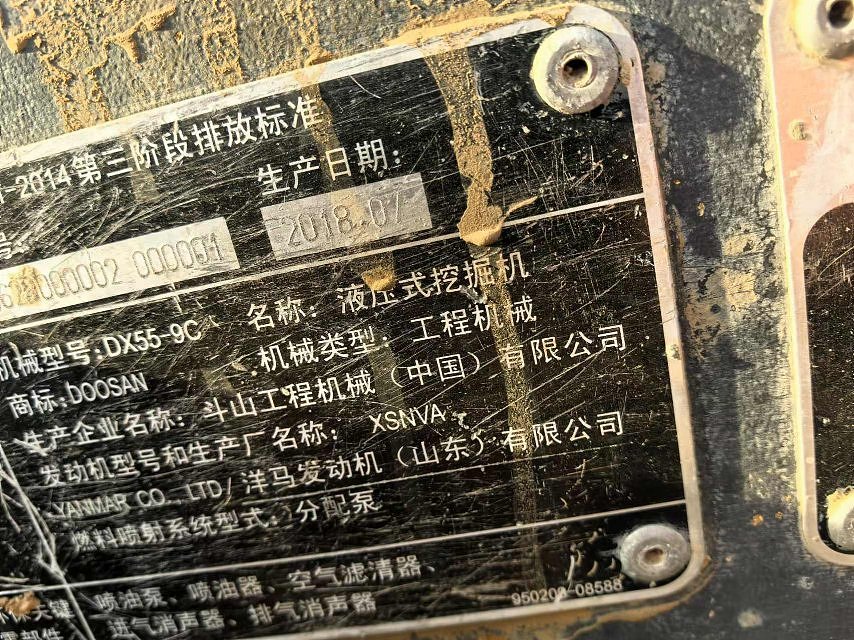 -2014第三阶段排放标准
生产日期：
2018.07
机械型号:DX55-9C 名称：液压式挖掘机
商标:DOOSAN 机械类型：工程机械
生产企业名称：斗山工程机械（中国）有限公司
发动机型号和生产厂名称： XSNVA
YANMAR CO.,LTD/洋马发动机（山东）有限公司
燃料喷射系统型式：分配泵
关键 喷油泵、喷油器、空气滤清器、
进气消声器、排气消声器
950208-08588